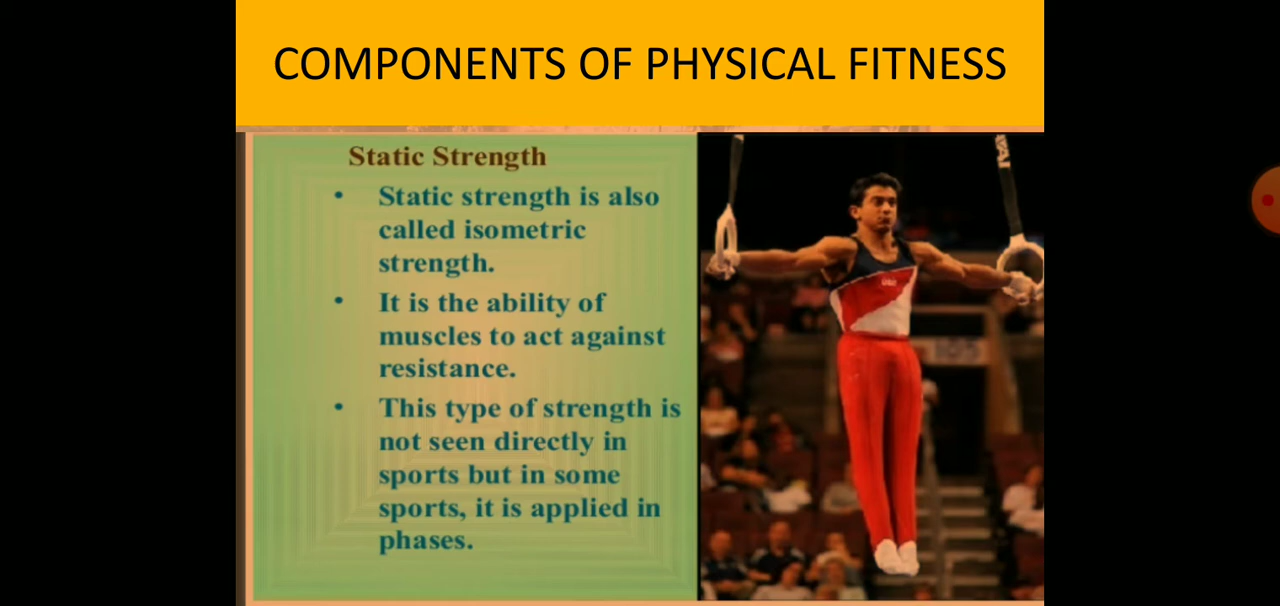 COMPONENTS OF PHYSICAL FITNESS
Static Strength
• Static strength is also
called isometric
strength.
• It is the ability of
muscles to act against
resistance.
• This type of strength is
not seen directly in
sports but in some
sports, it is applied in
phases.